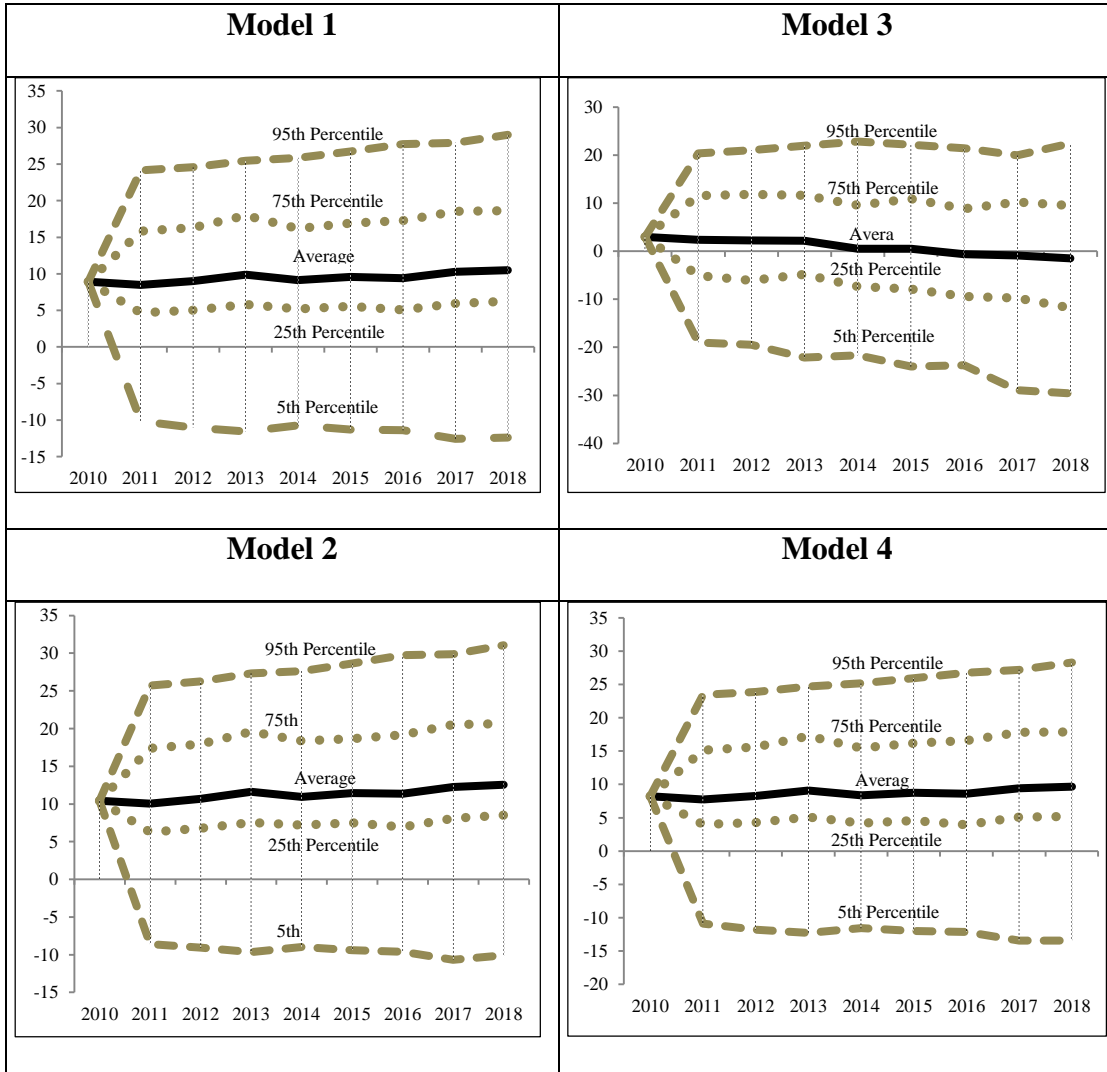 Model 1
Model 3
35
30
25
20
15
10
5
0
-5
-10
-15
95th Percentile
75th Percentile
Average
25th Percentile
5th Percentile
2010 2011 2012 2013 2014 2015 2016 2017 2018
30
20
10
0
-10
-20
-30
-40
95th Percentile
75th Percentile
Avera
25th Percentile
5th Percentile
2010 2011 2012 2013 2014 2015 2016 2017 2018
Model 2
Model 4
35
30
25
20
15
10
5
0
-5
-10
-15
95th Percentile
75th
Average
25th Percentile
5th
2010 2011 2012 2013 2014 2015 2016 2017 2018
35
30
25
20
15
10
5
0
-5
-10
-15
-20
95th Percentile
75th Percentile
Averag
25th Percentile
5th Percentile
2010 2011 2012 2013 2014 2015 2016 2017 2018